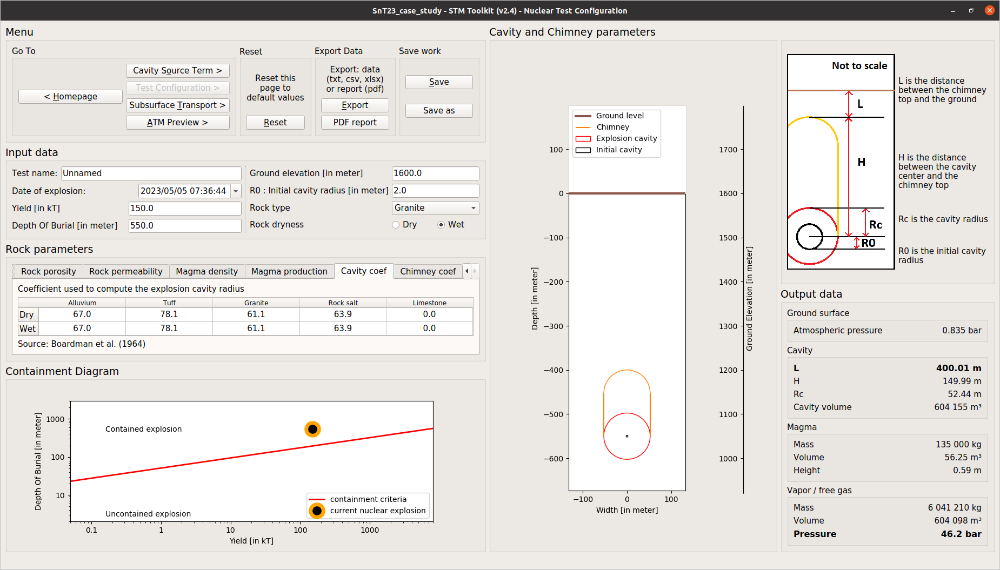 SnT23_case_study - STM Toolkit (v2.4) - Nuclear Test Configuration
Menu
Go To
< Homepage
Cavity Source Term >
Test Configuration >
Subsurface Transport >
ATM Preview >
Reset
Reset this
page to
default values
Reset
Export Data
Export: data
(txt, csv, xlsx)
or report (pdf)
Export
PDF report
Save work
Save
Save as
Input data
Test name: Unnamed
Date of explosion: 2023/05/05 07:36:44
Yield [in kT] 150.0
Depth Of Burial [in meter] 550.0
Ground elevation [in meter] 1600.0
R0 : Initial cavity radius [in meter] 2.0
Rock type Granite
Rock dryness Dry Wet
Rock parameters
Rock porosity Rock permeability Magma density Magma production Cavity coef Chimney coef
Coefficient used to compute the explosion cavity radius
Alluvium Tuff Granite Rock salt Limestone
Dry 67.0 78.1 61.1 63.9 0.0
Wet 67.0 78.1 61.1 63.9 0.0
Source: Boardman et al. (1964)
Containment Diagram
Depth Of Burial [in meter]
1000
100
10
Contained explosion
Uncontained explosion
containment criteria
current nuclear explosion
0.1 1 10 100 1000
Yield [in kT]
Cavity and Chimney parameters
Ground level
Chimney
Explosion cavity
Initial cavity
Depth [in meter]
100
0
−100
−200
−300
−400
−500
−600
−100 0 100
Width [in meter]
1700
1600
1500
1400
1300
1200
1100
1000
Ground Elevation [in meter]
Not to scale
L
H
Rc
R0
L is the distance
between the chimney
top and the ground
H is the distance
between the cavity
center and the
chimney top
Rc is the cavity radius
R0 is the initial cavity
radius
Output data
Ground surface
Atmospheric pressure 0.835 bar
Cavity
L 400.01 m
H 149.99 m
Rc 52.44 m
Cavity volume 604 155 m³
Magma
Mass 135 000 kg
Volume 56.25 m³
Height 0.59 m
Vapor / free gas
Mass 6 041 210 kg
Volume 604 098 m³
Pressure 46.2 bar